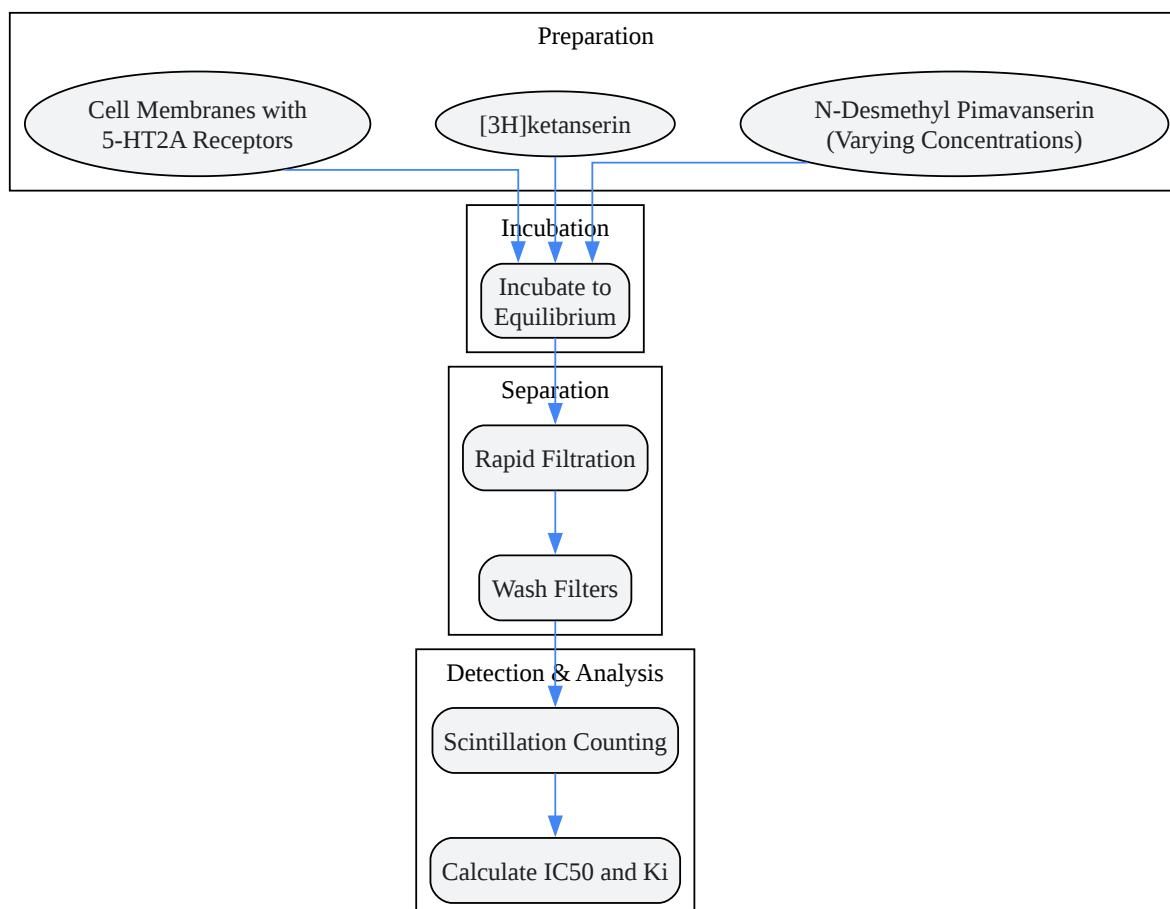 Preparation
Cell Membranes with
5-HT2A Receptors
[3H]ketanserin
N-Desmethyl Pimavanserin
(Varying Concentrations)
Incubation
Incubate to
Equilibrium
Separation
Rapid Filtration
Wash Filters
Detection & Analysis
Scintillation Counting
Calculate IC50 and Ki